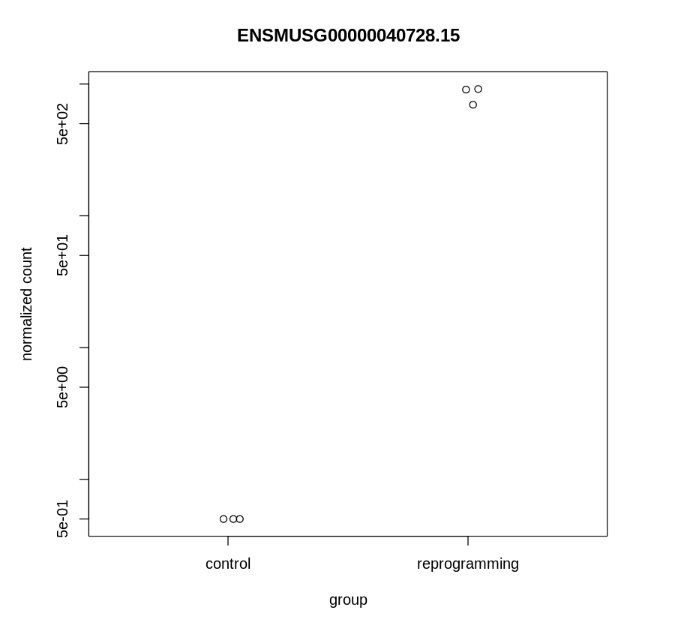 ENSMUSG00000040728.15
normalized count
5e+02
5e+01
5e+00
5e-01
control reprogramming
group